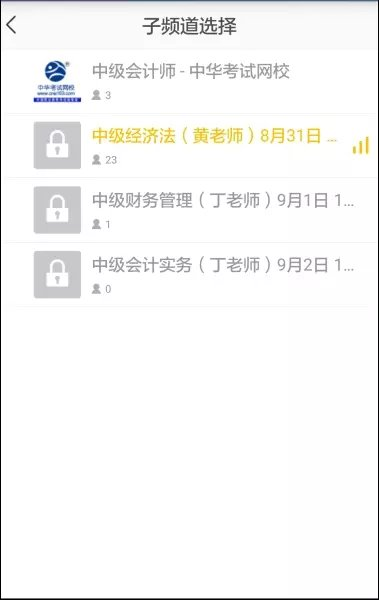 子频道选择
中华考试网校
www.cnex163.com
中级会计师 - 中华考试网校
3
中级经济法（黄老师）8月31日 ...
23
中级财务管理（丁老师）9月1日 1...
1
中级会计实务（丁老师）9月2日 1...
0